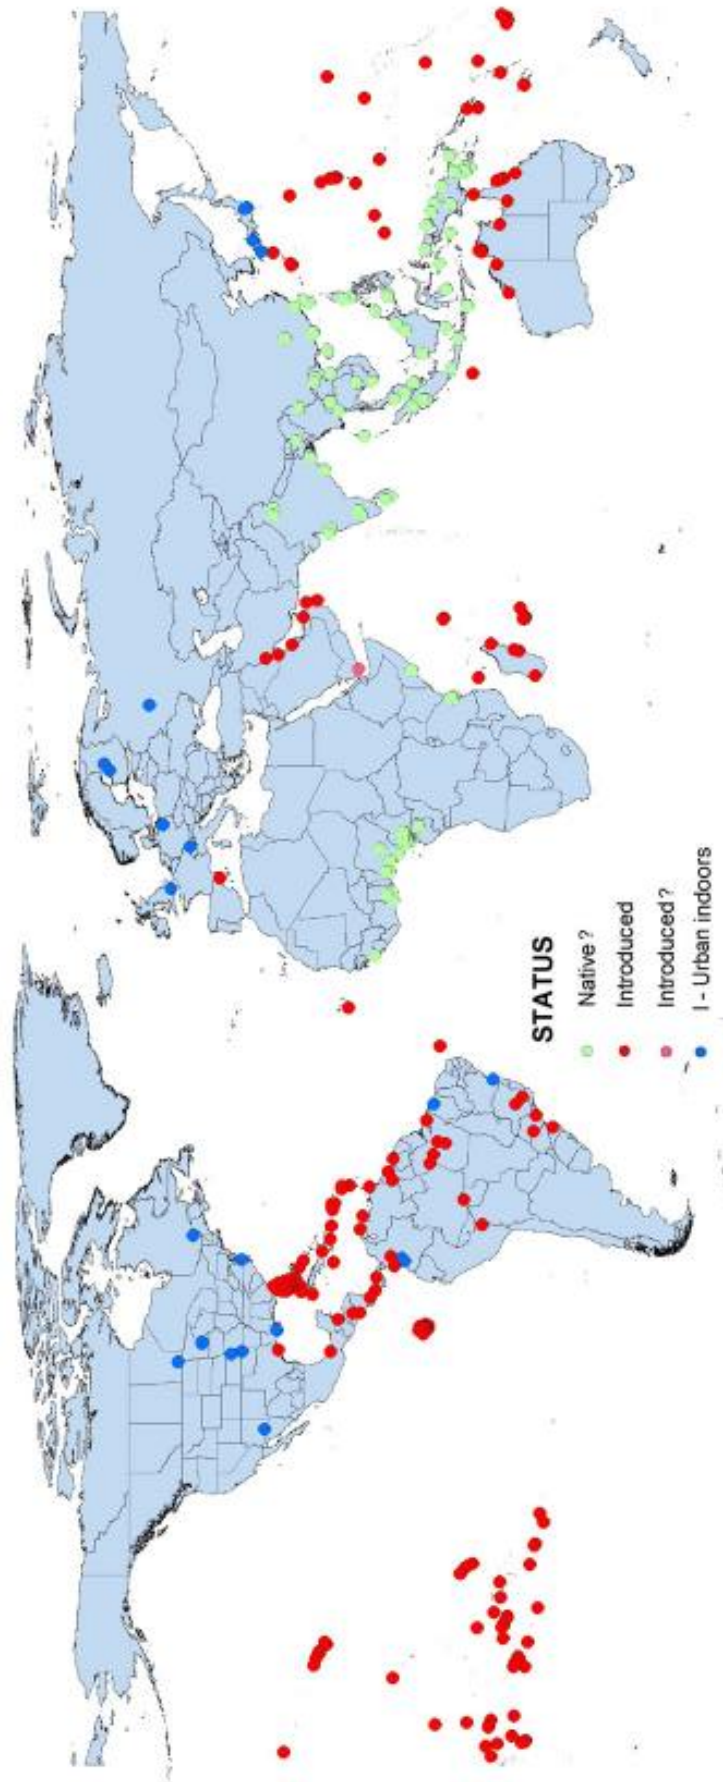 STATUS
Native ?
Introduced
Introduced ?
I - Urban indoors